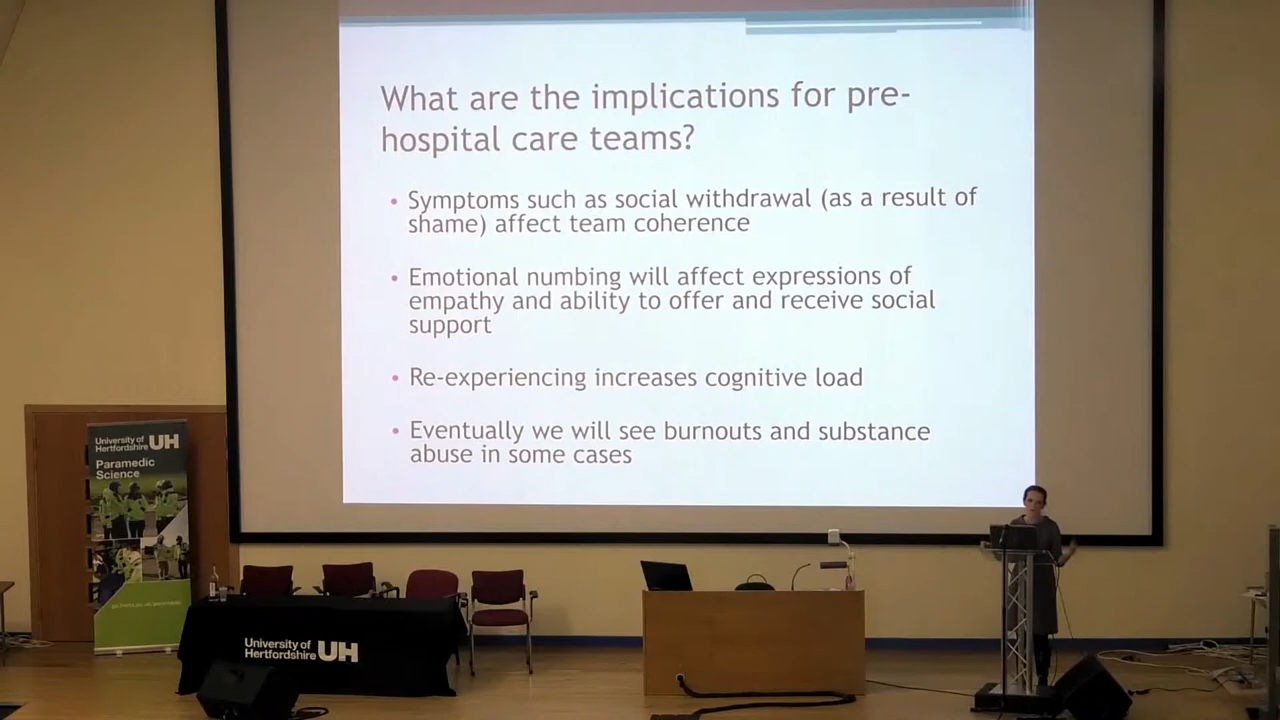 What are the implications for pre-
hospital care teams?
• Symptoms such as social withdrawal (as a result of
shame) affect team coherence
• Emotional numbing will affect expressions of
empathy and ability to offer and receive social
support
• Re-experiencing increases cognitive load
• Eventually we will see burnouts and substance
abuse in some cases
University of
Hertfordshire UH
Paramedic
Science
University of
Hertfordshire UH